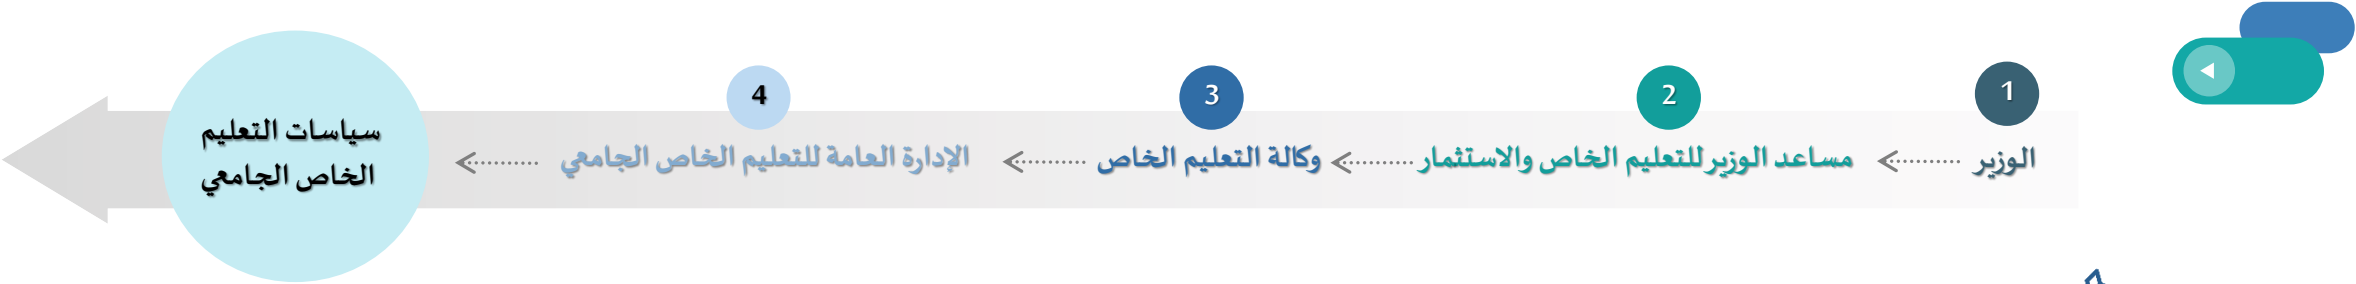 1
الوزير
2
مساعد الوزير للتعليم الخاص والاستثمار
3
وكالة التعليم الخاص
4
الإدارة العامة للتعليم الخاص الجامعي
سياسات التعليم
الخاص الجامعي